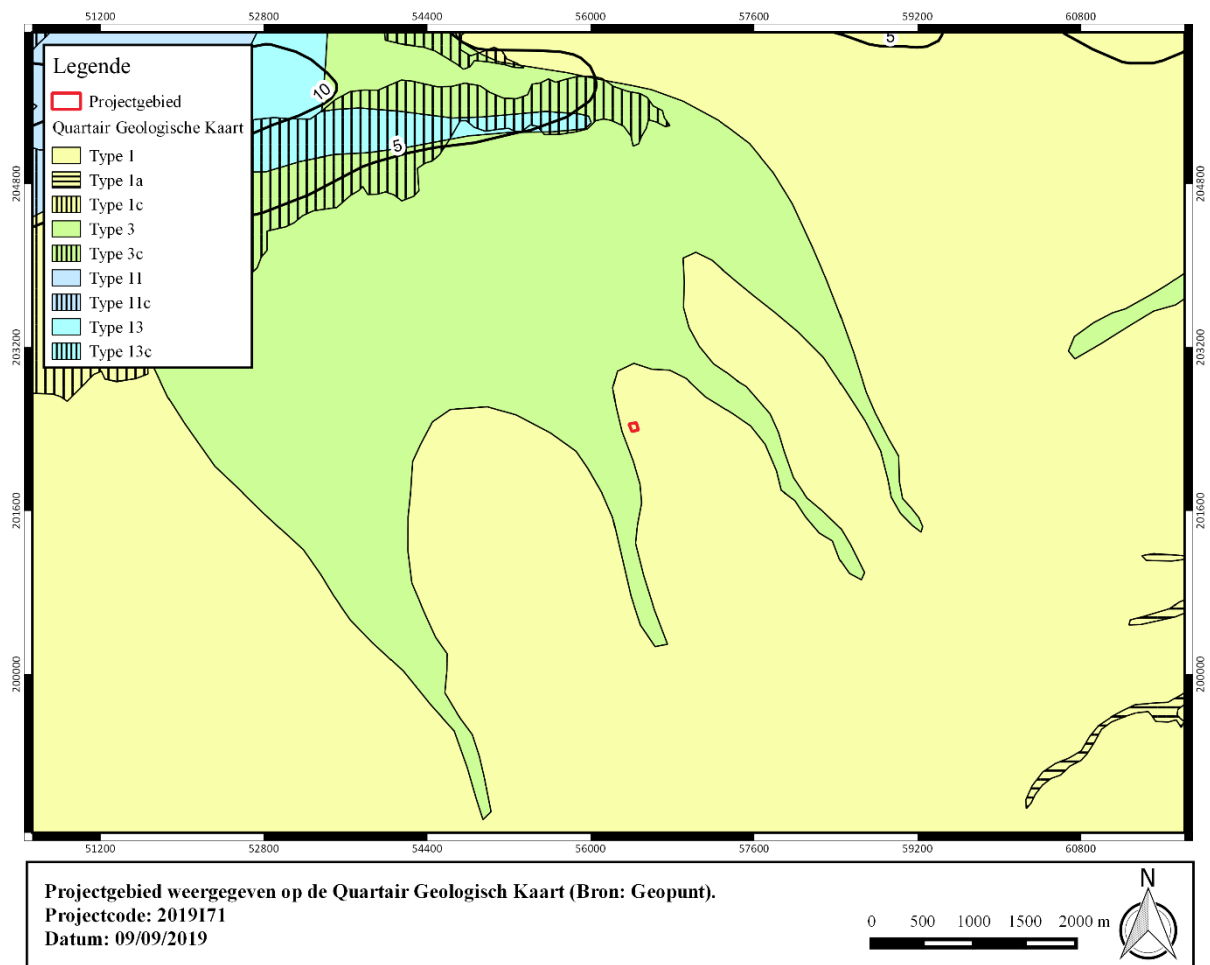 51200 52800 54400 56000 57600 59200 60800
Legende
Projectgebied
Quartair Geologische Kaart
Type 1
Type 1a
Type 1c
Type 3
Type 3c
Type 11
Type 11c
Type 13
Type 13c
10
5
5
204800
203200
201600
200000
204800
203200
201600
200000
51200 52800 54400 56000 57600 59200 60800
Projectgebied weergegeven op de Quartair Geologisch Kaart (Bron: Geopunt).
Projectcode: 2019I71
Datum: 09/09/2019
0 500 1000 1500 2000 m
N